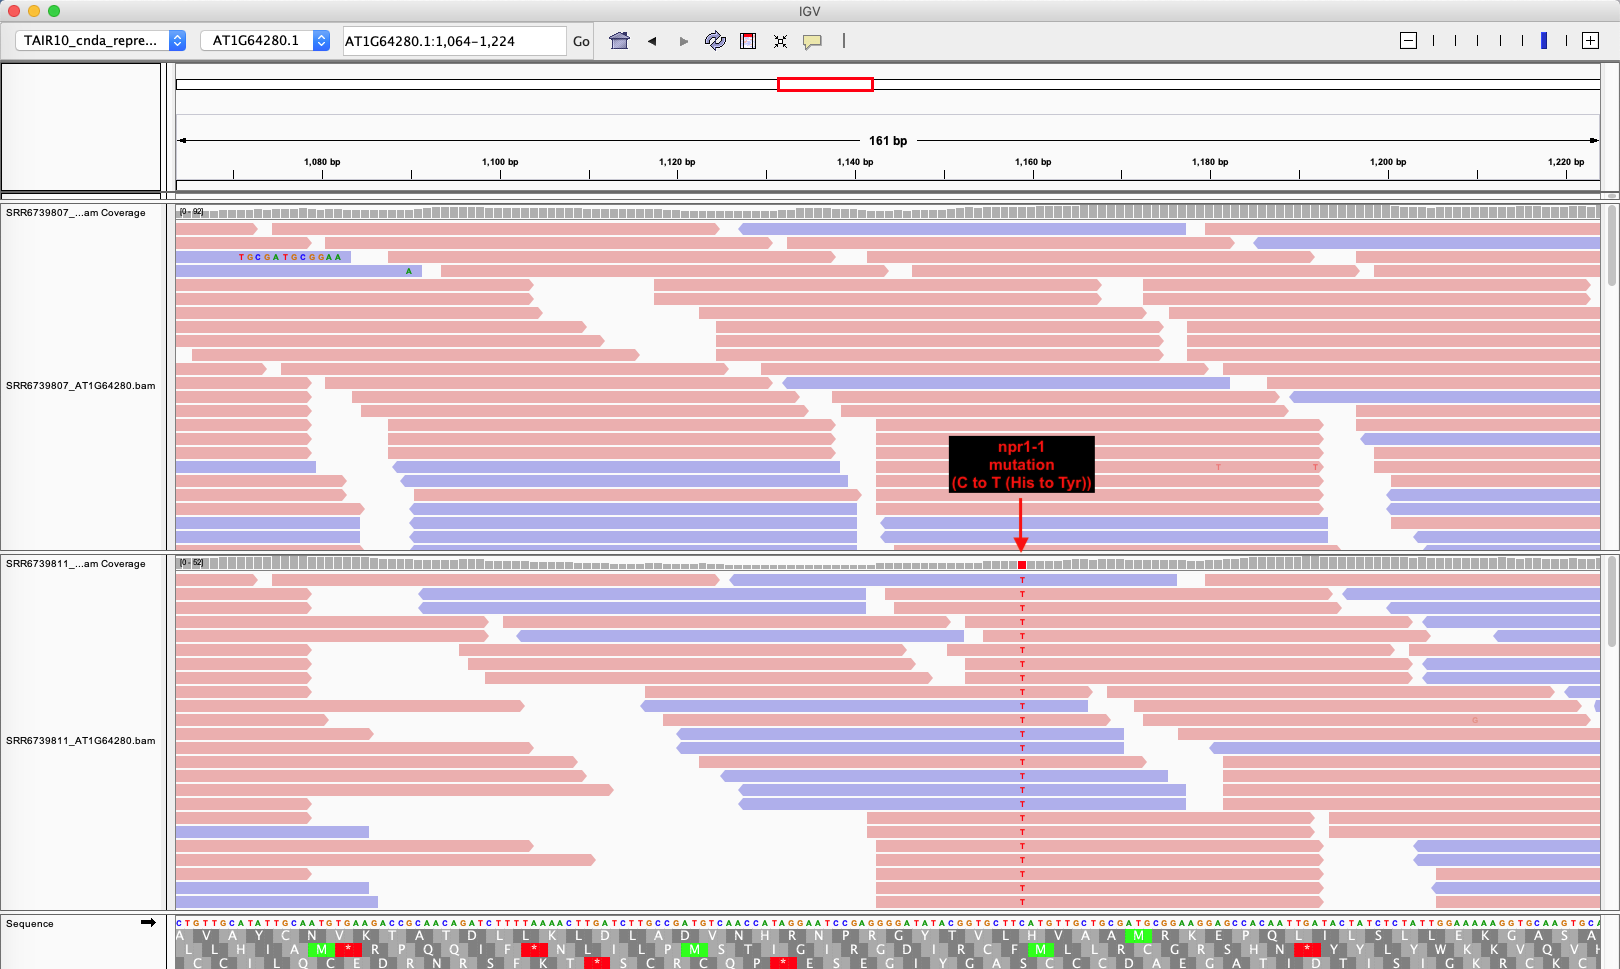 IGV
TAIR10_cnda_repre... AT1G64280.1 AT1G64280.1:1,064-1,224 Go
161 bp
1,080 bp 1,100 bp 1,120 bp 1,140 bp 1,160 bp 1,180 bp 1,200 bp 1,220 bp
SRR6739807_...am Coverage
[0 - 92]
TGCGATGCGGAA
A
SRR6739807_AT1G64280.bam
npr1-1
mutation
(C to T (His to Tyr))
T T
SRR6739811_...am Coverage
[0 - 52]
T
T
T
T
T
T
T
T
T
T
T G
SRR6739811_AT1G64280.bam
T
T
T
T
T
T
T
T
T
T
T
T
T
Sequence